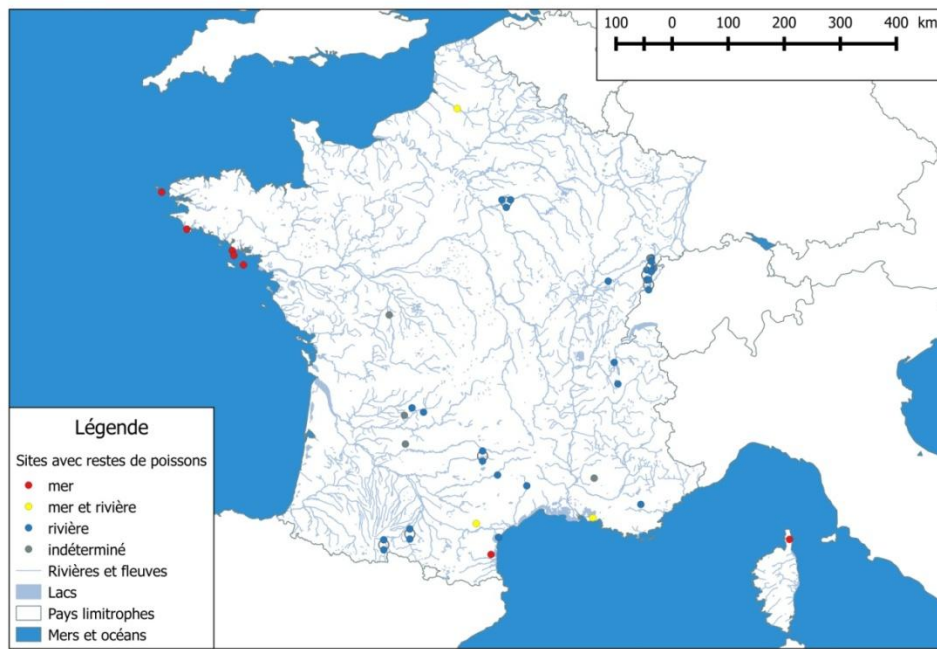 100 0 100 200 300 400 km
Légende
Sites avec restes de poissons
mer
mer et rivière
rivière
indéterminé
Rivières et fleuves
Lacs
Pays limitrophes
Mers et océans